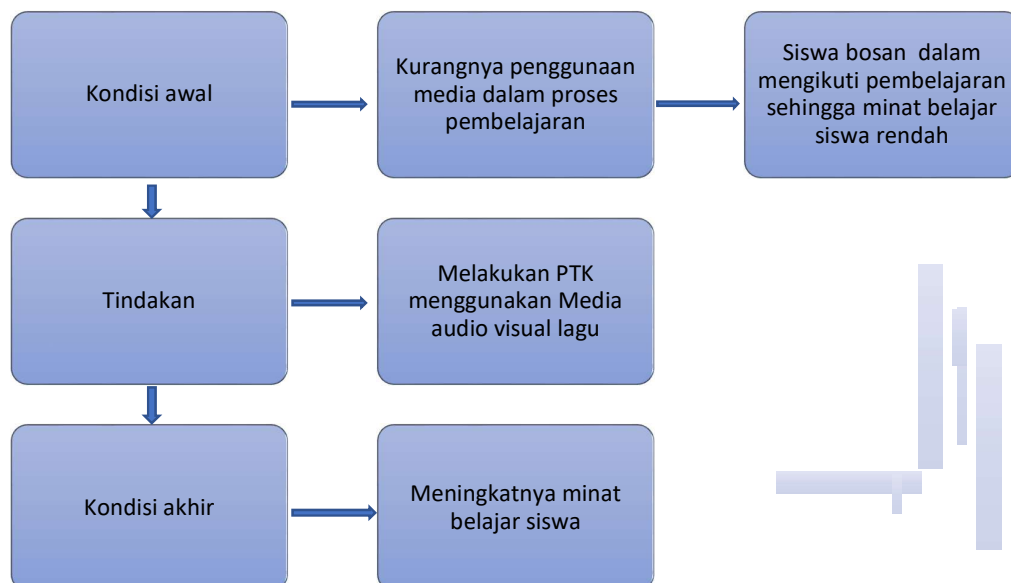 Kondisi awal
Kurangnya penggunaan
media dalam proses
pembelajaran
Siswa bosan dalam
mengikuti pembelajaran
sehingga minat belajar
siswa rendah
Tindakan
Melakukan PTK
menggunakan Media
audio visual lagu
Kondisi akhir
Meningkatnya minat
belajar siswa